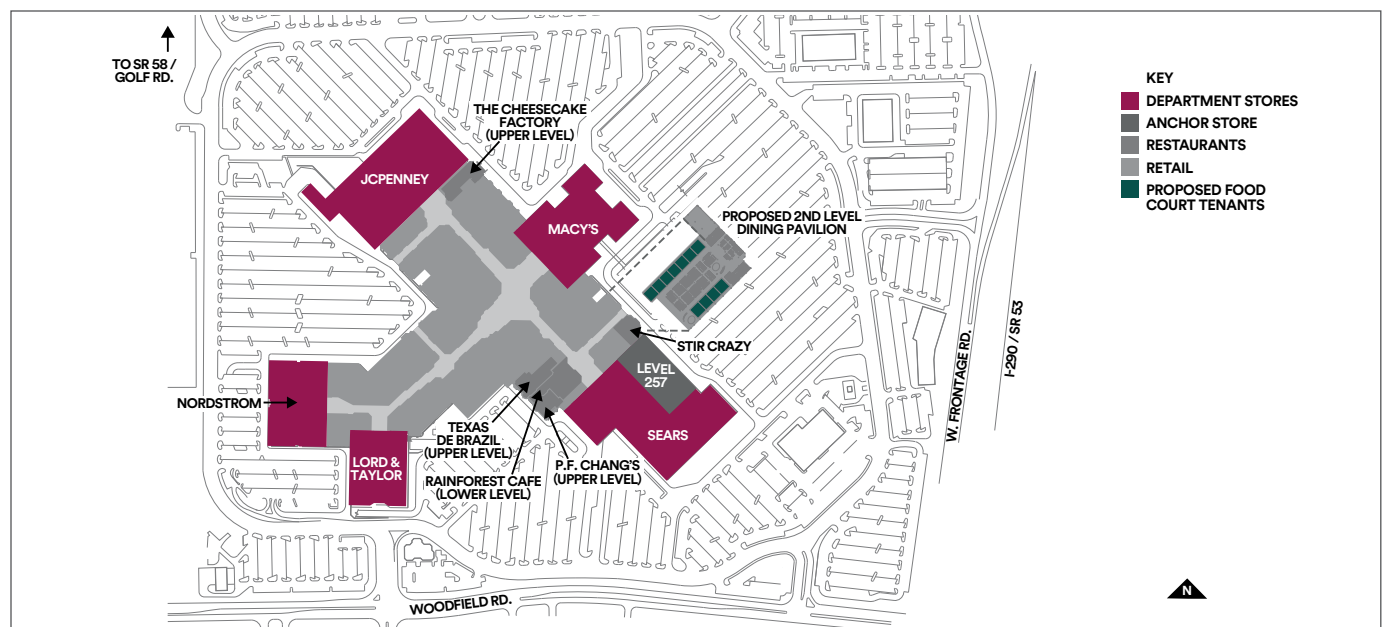 TO SR 58 /
GOLF RD.
THE CHEESECAKE
FACTORY
(UPPER LEVEL)
JCPENNEY
MACY'S
PROPOSED 2ND LEVEL
DINING PAVILION
STIR CRAZY
LEVEL
257
SEARS
NORDSTROM
LORD &
TAYLOR
TEXAS
DE BRAZIL
(UPPER LEVEL)
RAINFOREST CAFE
(LOWER LEVEL)
P.F. CHANG'S
(UPPER LEVEL)
WOODFIELD RD.
W. FRONTAGE RD.
I-290 / SR 53
KEY
DEPARTMENT STORES
ANCHOR STORE
RESTAURANTS
RETAIL
PROPOSED FOOD
COURT TENANTS
N